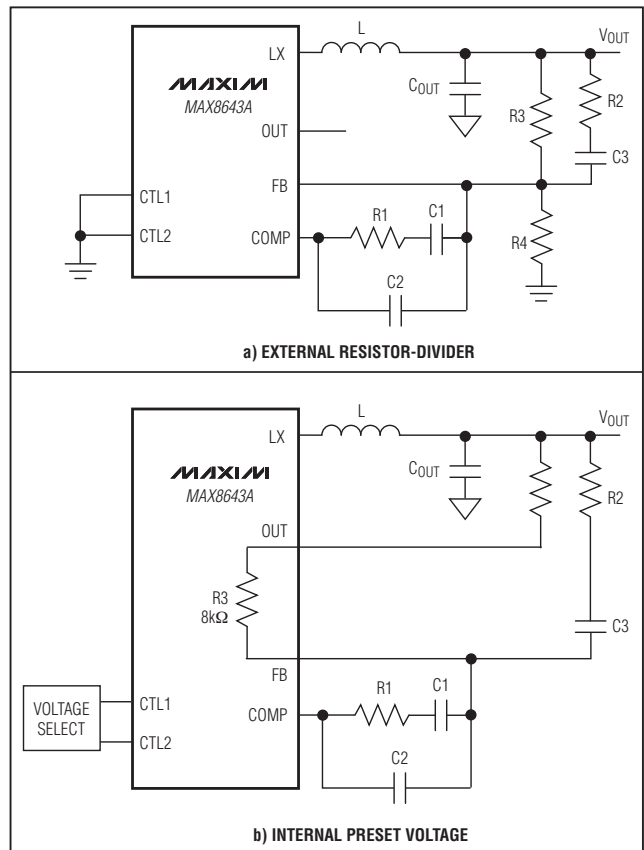 L
VOUT
LX
MAXIM
MAX8643A
COUT
R3
R2
OUT
C3
FB
CTL1
R1
C1
CTL2
COMP
R4
C2
a) EXTERNAL RESISTOR-DIVIDER
L
VOUT
LX
MAXIM
MAX8643A
COUT
R2
OUT
R3
8kΩ
C3
FB
R1
C1
VOLTAGE
SELECT
CTL1
COMP
CTL2
C2
b) INTERNAL PRESET VOLTAGE